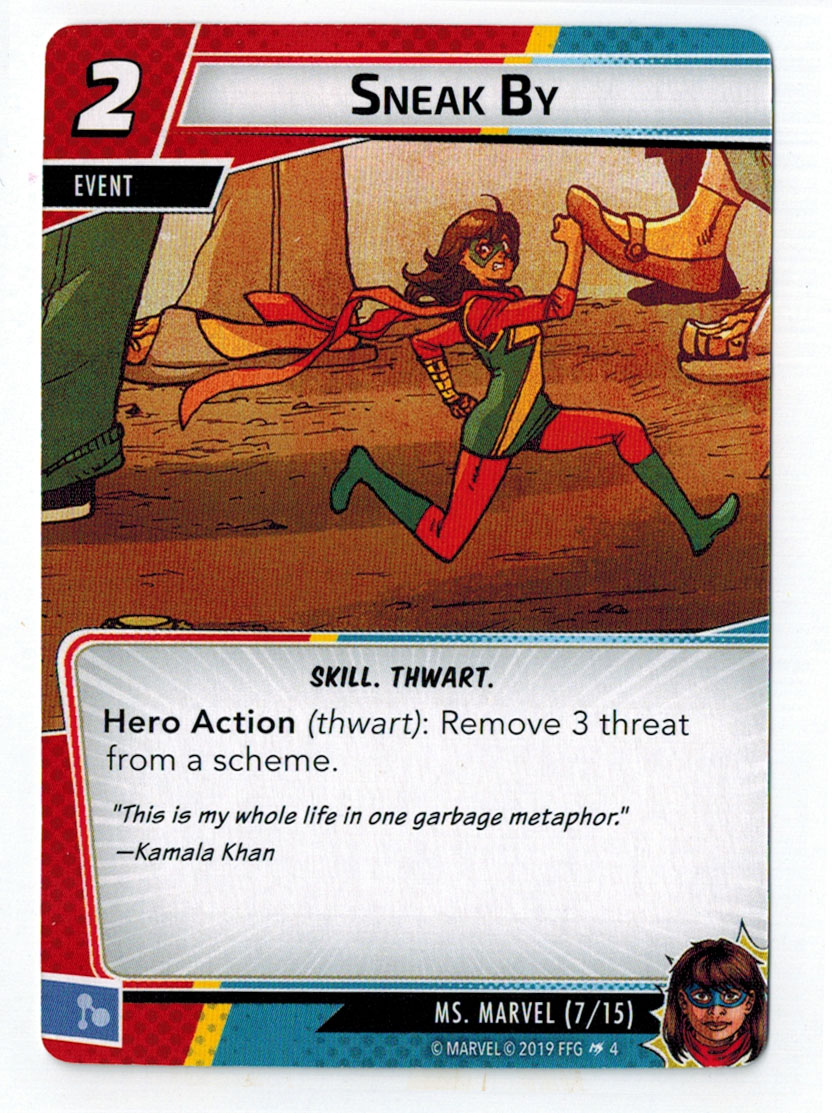 2
SNEAK BY
EVENT
SKILL. THWART.
Hero Action (thwart): Remove 3 threat
from a scheme.
"This is my whole life in one garbage metaphor."
—Kamala Khan
MS. MARVEL (7/15)
© MARVEL © 2019 FFG 4